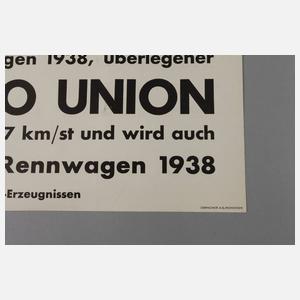 gen 1938, überlegener
O UNION
7 km/st und wird auch
Rennwagen 1938
-Erzeugnissen